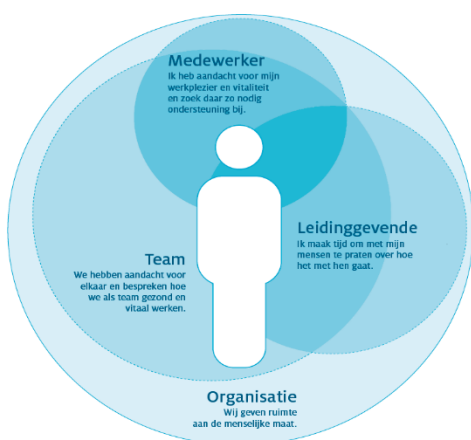 Medewerker
Ik heb aandacht voor mijn
werkplezier en vitaliteit
en zoek daar zo nodig
ondersteuning bij.
Leidinggevende
Ik maak tijd om met mijn
mensen te praten over hoe
het met hen gaat.
Team
We hebben aandacht voor
elkaar en bespreken hoe
we als team gezond en
vitaal werken.
Organisatie
Wij geven ruimte
aan de menselijke maat.